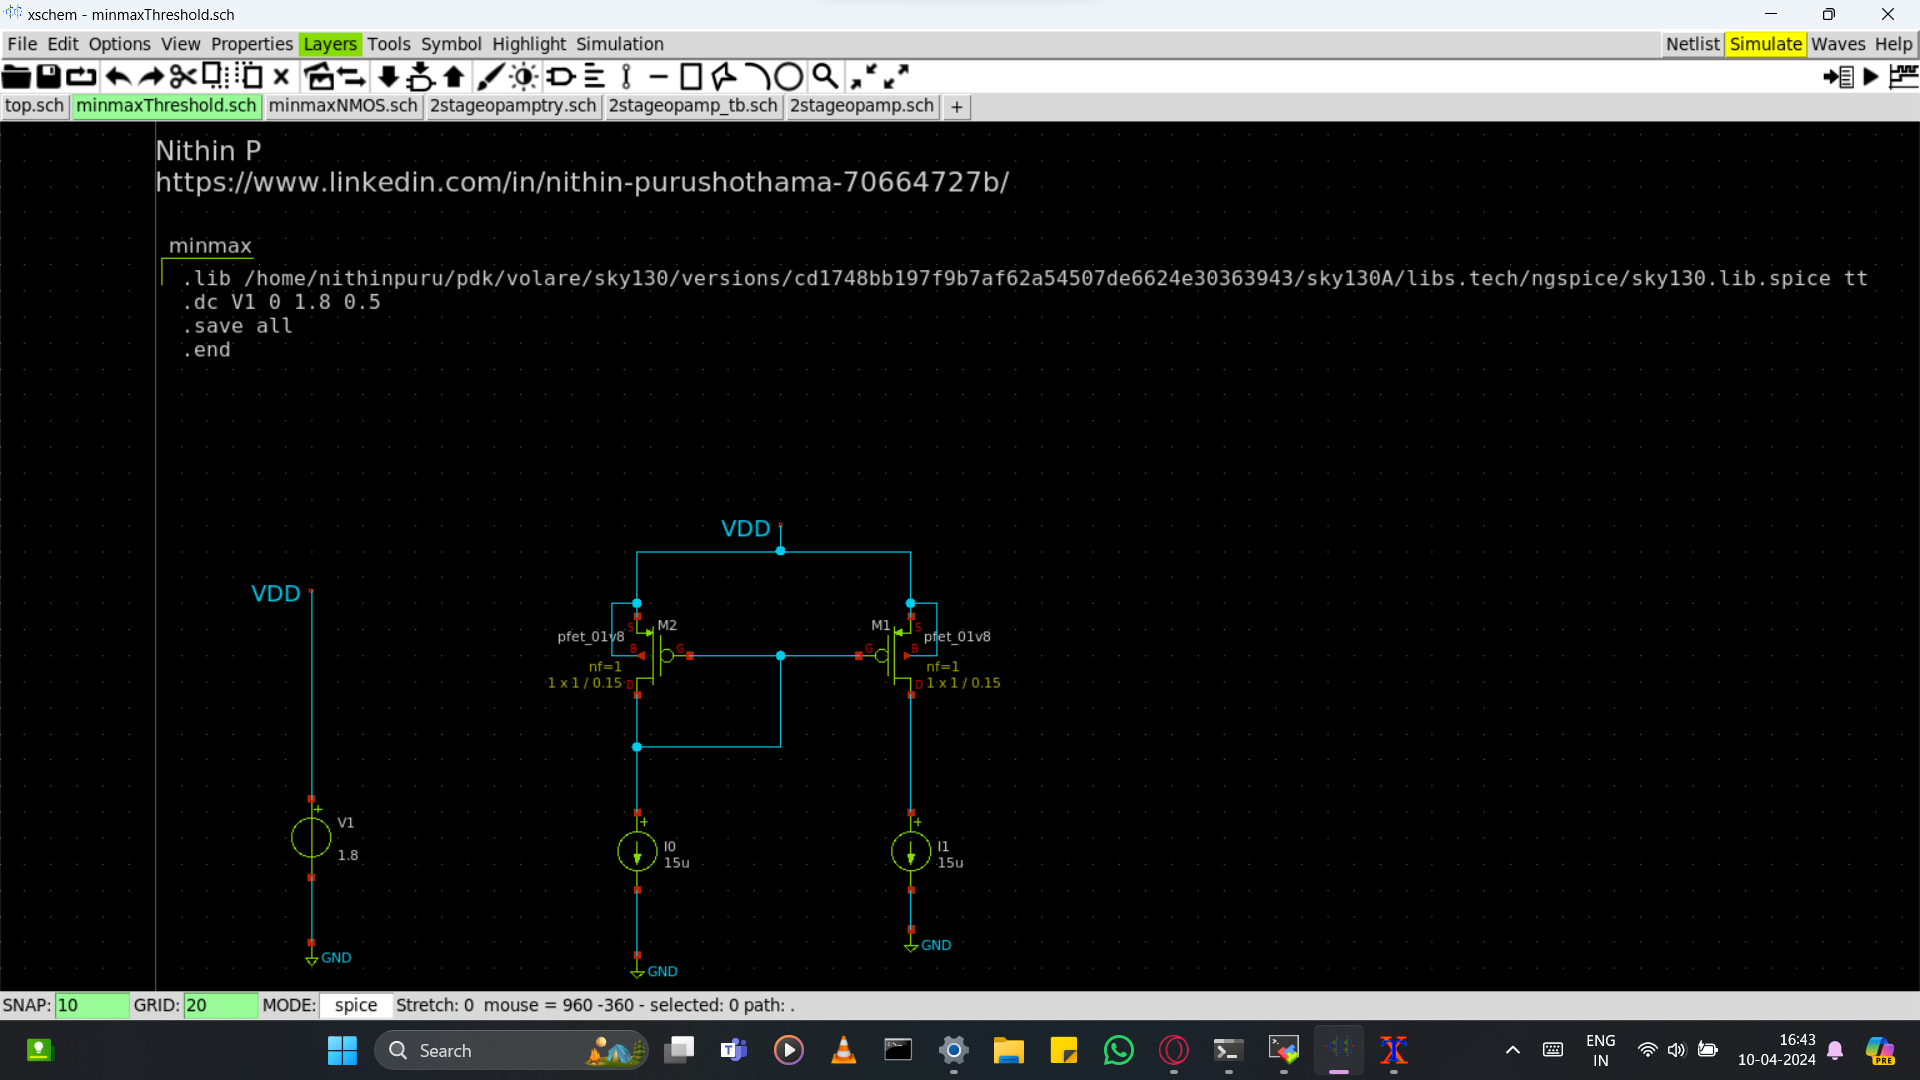 xschem - minmaxThreshold.sch
File Edit Options View Properties Layers Tools Symbol Highlight Simulation Netlist Simulate Waves Help
top.sch minmaxThreshold.sch minmaxNMOS.sch 2stageopamptry.sch 2stageopamp_tb.sch 2stageopamp.sch +
Nithin P
https://www.linkedin.com/in/nithin-purushothama-70664727b/
minmax
.lib /home/nithinpuru/pdk/volare/sky130/versions/cd1748bb197f9b7af62a54507de6624e30363943/sky130A/libs.tech/ngspice/sky130.lib.spice tt
.dc V1 0 1.8 0.5
.save all
.end
VDD
VDD
S M2 M1 S
pfet_01v8 pfet_01v8
B G G B
nf=1 nf=1
1 x 1 / 0.15 D D 1 x 1 / 0.15
+ V1
1.8
+ I0
15u
+ I1
15u
GND
GND
GND
SNAP: 10 GRID: 20 MODE: spice Stretch: 0 mouse = 960 -360 - selected: 0 path: .
Search
ENG
IN
16:43
10-04-2024
PRE